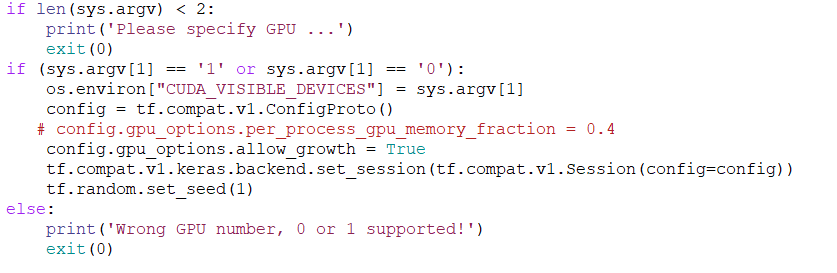 if len(sys.argv) < 2:
    print('Please specify GPU ...')
    exit(0)
if (sys.argv[1] == '1' or sys.argv[1] == '0'):
    os.environ["CUDA_VISIBLE_DEVICES"] = sys.argv[1]
    config = tf.compat.v1.ConfigProto()
   # config.gpu_options.per_process_gpu_memory_fraction = 0.4
    config.gpu_options.allow_growth = True
    tf.compat.v1.keras.backend.set_session(tf.compat.v1.Session(config=config))
    tf.random.set_seed(1)
else:
    print('Wrong GPU number, 0 or 1 supported!')
    exit(0)